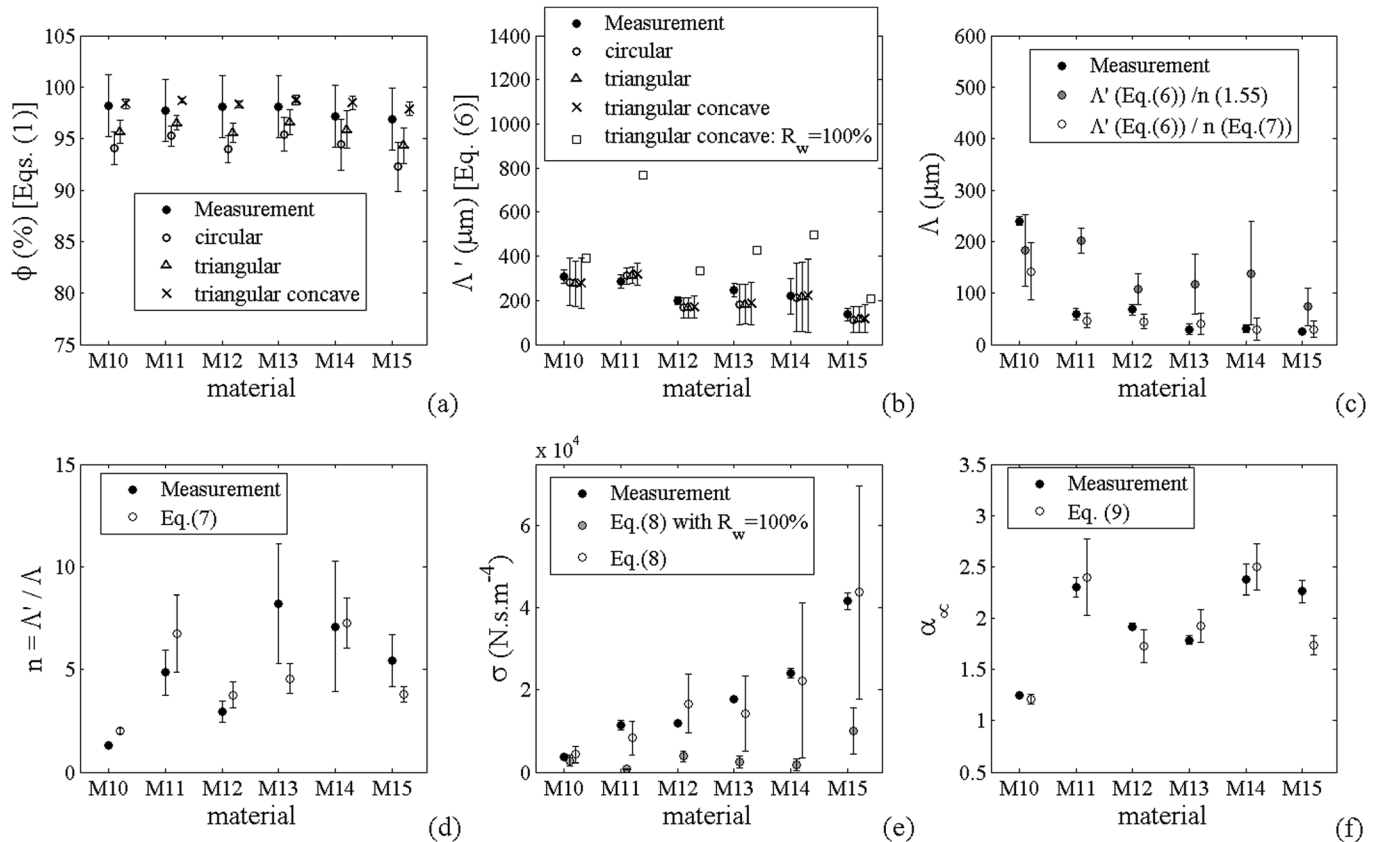 105
100
95
90
85
80
75
ϕ (%) [Eqs. (1)]
Measurement
circular
triangular
triangular concave
M10 M11 M12 M13 M14 M15
material
(a)
1400
1200
1000
800
600
400
200
0
Λ ' (μm) [Eq. (6)]
Measurement
circular
triangular
triangular concave
triangular concave: R_w=100%
M10 M11 M12 M13 M14 M15
material
(b)
600
500
400
300
200
100
0
Λ (μm)
Measurement
Λ' (Eq.(6)) /n (1.55)
Λ' (Eq.(6)) / n (Eq.(7))
M10 M11 M12 M13 M14 M15
material
(c)
15
10
5
0
n = Λ' / Λ
Measurement
Eq.(7)
M10 M11 M12 M13 M14 M15
material
(d)
x 10^4
6
4
2
0
σ (N.s.m^-4)
Measurement
Eq.(8) with R_w=100%
Eq.(8)
M10 M11 M12 M13 M14 M15
material
(e)
3.5
3
2.5
2
1.5
1
0.5
α_∞
Measurement
Eq. (9)
M10 M11 M12 M13 M14 M15
material
(f)